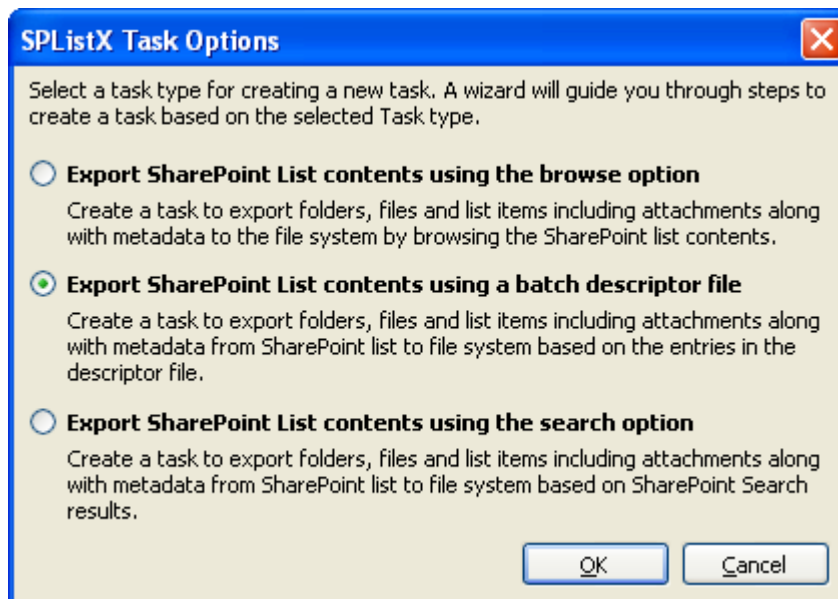 SPListX Task Options
Select a task type for creating a new task. A wizard will guide you through steps to
create a task based on the selected Task type.
Export SharePoint List contents using the browse option
Create a task to export folders, files and list items including attachments along
with metadata to the file system by browsing the SharePoint list contents.
Export SharePoint List contents using a batch descriptor file
Create a task to export folders, files and list items including attachments along
with metadata from SharePoint list to file system based on the entries in the
descriptor file.
Export SharePoint List contents using the search option
Create a task to export folders, files and list items including attachments along
with metadata from SharePoint list to file system based on SharePoint Search
results.
OK Cancel